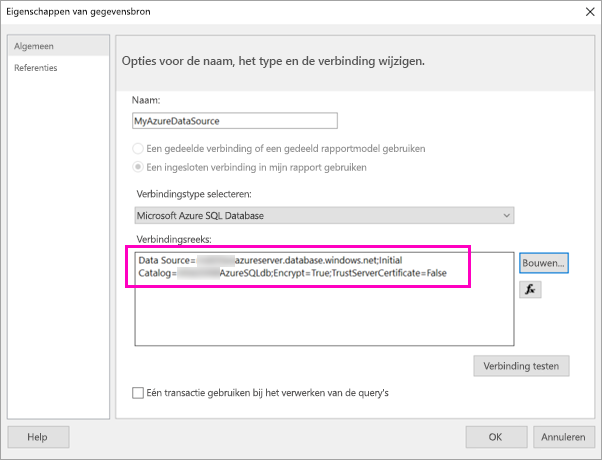 Eigenschappen van gegevensbron
Algemeen
Referenties
Opties voor de naam, het type en de verbinding wijzigen.
Naam:
MyAzureDataSource
Een gedeelde verbinding of een gedeeld rapportmodel gebruiken
Een ingesloten verbinding in mijn rapport gebruiken
Verbindingstype selecteren:
Microsoft Azure SQL Database
Verbindingsreeks:
Data Source= azureserver.database.windows.net;Initial
Catalog= AzureSQLdb;Encrypt=True;TrustServerCertificate=False
Bouwen...
fx
Verbinding testen
Eén transactie gebruiken bij het verwerken van de query's
Help
OK
Annuleren